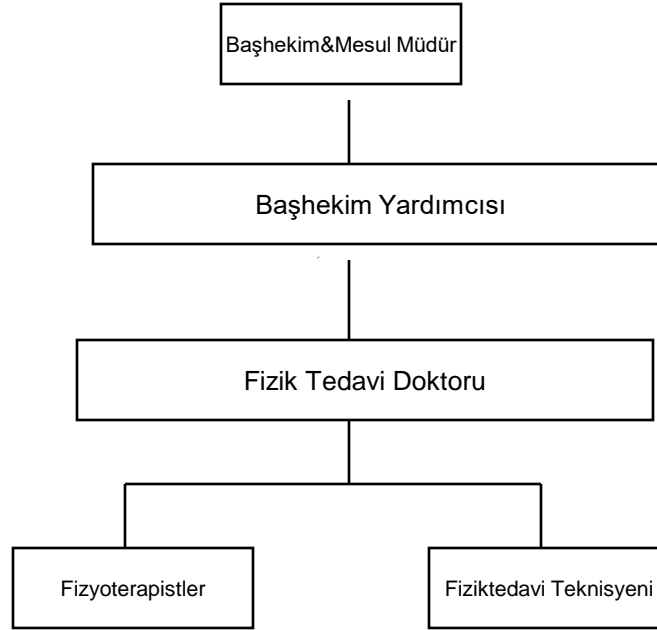 Başhekim&Mesul Müdür
Başhekim Yardımcısı
Fizik Tedavi Doktoru
Fizyoterapistler
Fiziktedavi Teknisyeni